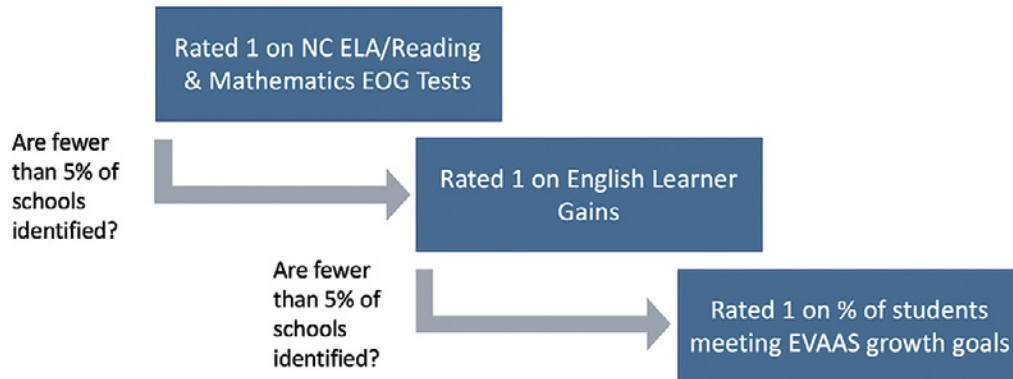 Rated 1 on NC ELA/Reading
& Mathematics EOG Tests
Are fewer
than 5% of
schools
identified?
Rated 1 on English Learner
Gains
Are fewer
than 5% of
schools
identified?
Rated 1 on % of students
meeting EVAAS growth goals